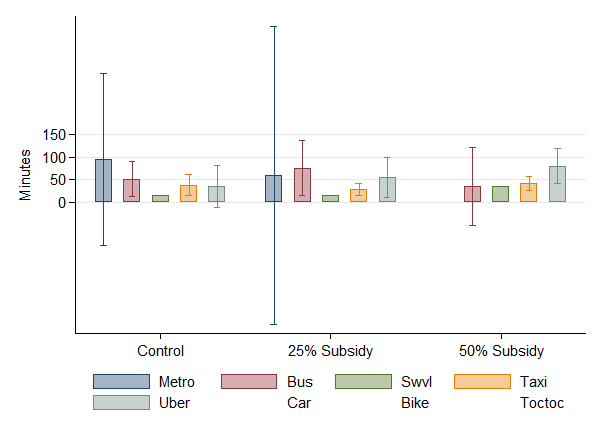 Minutes
150
100
50
0
Control 25% Subsidy 50% Subsidy
Metro Bus Swvl Taxi
Uber Car Bike Toctoc